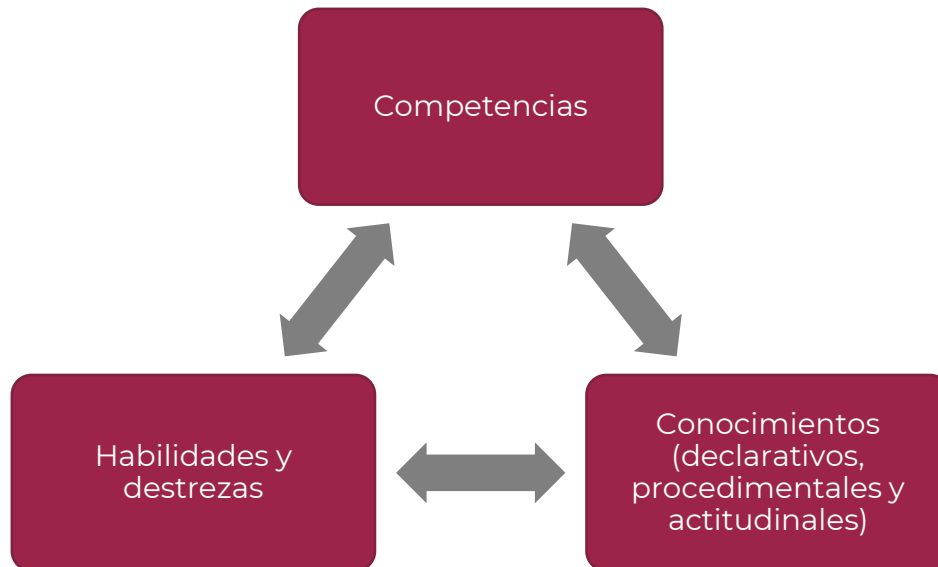 Competencias
Habilidades y
destrezas
Conocimientos
(declarativos,
procedimentales y
actitudinales)